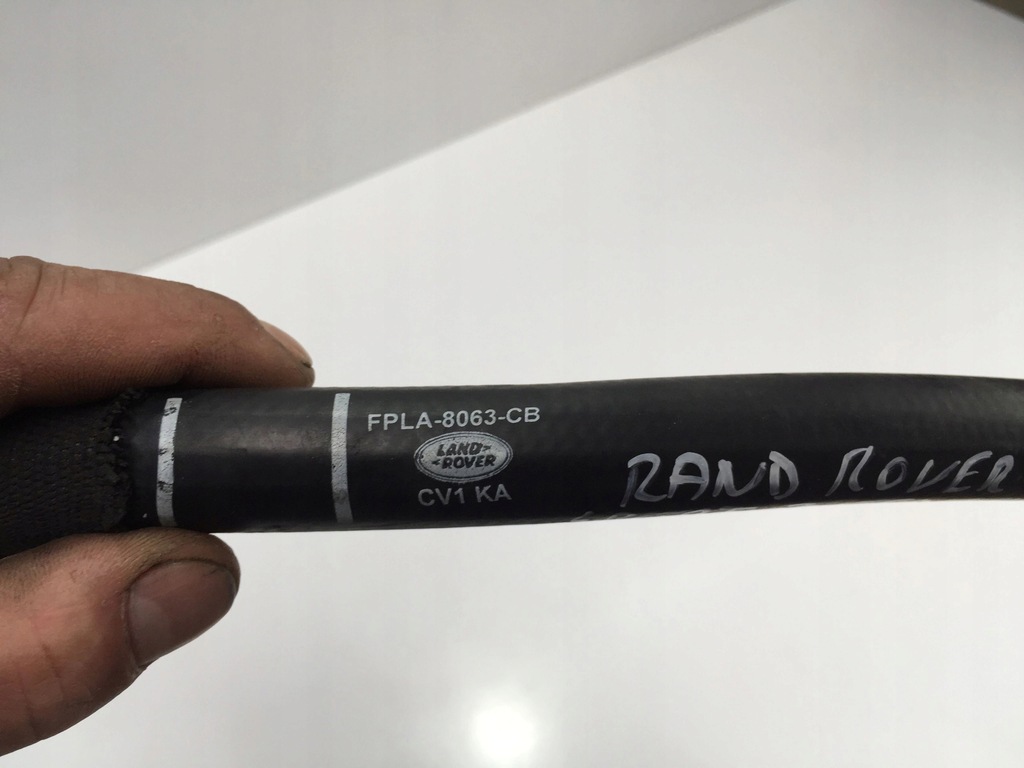 FPLA-8063-CB
LAND-
-ROVER
CV1 KA
RAND ROVER